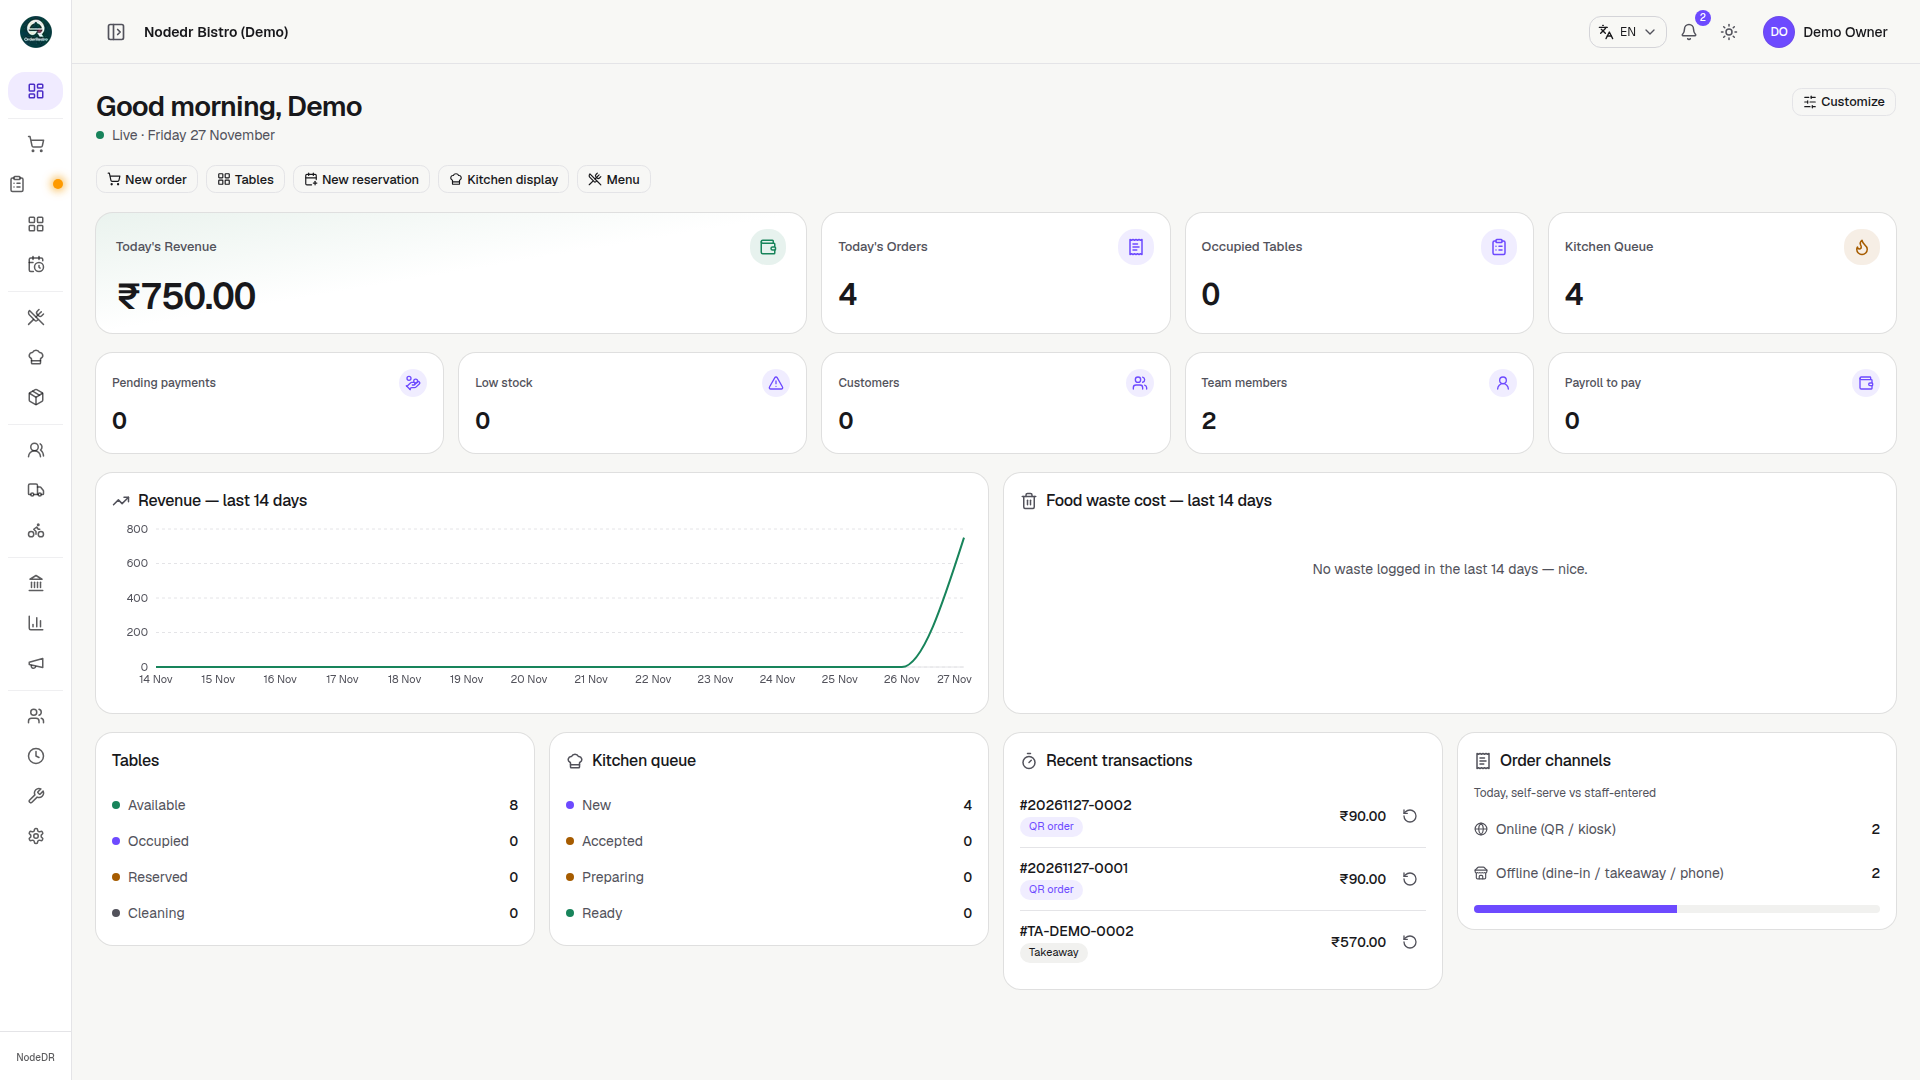 Nodedr Bistro (Demo)
EN
2
DO
Demo Owner
Good morning, Demo
Live · Friday 27 November
Customize
New order
Tables
New reservation
Kitchen display
Menu
Today's Revenue
₹750.00
Today's Orders
4
Occupied Tables
0
Kitchen Queue
4
Pending payments
0
Low stock
0
Customers
0
Team members
2
Payroll to pay
0
Revenue — last 14 days
800
600
400
200
0
14 Nov 15 Nov 16 Nov 17 Nov 18 Nov 19 Nov 20 Nov 21 Nov 22 Nov 23 Nov 24 Nov 25 Nov 26 Nov 27 Nov
Food waste cost — last 14 days
No waste logged in the last 14 days — nice.
Tables
Available 8
Occupied 0
Reserved 0
Cleaning 0
Kitchen queue
New 4
Accepted 0
Preparing 0
Ready 0
Recent transactions
#20261127-0002
QR order
₹90.00
#20261127-0001
QR order
₹90.00
#TA-DEMO-0002
Takeaway
₹570.00
Order channels
Today, self-serve vs staff-entered
Online (QR / kiosk) 2
Offline (dine-in / takeaway / phone) 2
NodeDR